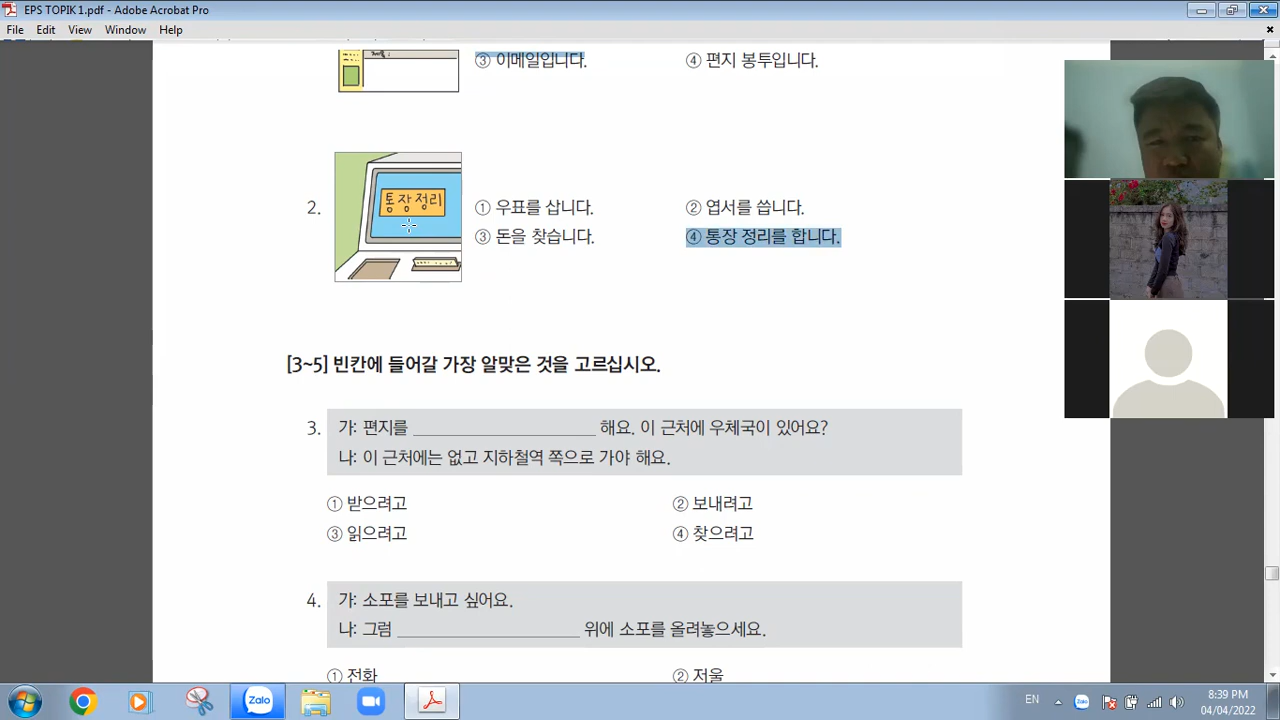 EPS TOPIK 1.pdf - Adobe Acrobat Pro
File Edit View Window Help
③ 이메일입니다. ④ 편지 봉투입니다.
2. 통장정리 ① 우표를 삽니다. ② 엽서를 씁니다.
③ 돈을 찾습니다. ④ 통장 정리를 합니다.
[3~5] 빈칸에 들어갈 가장 알맞은 것을 고르십시오.
3. 가: 편지를 ____________ 해요. 이 근처에 우체국이 있어요?
나: 이 근처에는 없고 지하철역 쪽으로 가야 해요.
① 받으려고 ② 보내려고
③ 읽으려고 ④ 찾으려고
4. 가: 소포를 보내고 싶어요.
나: 그럼 ____________ 위에 소포를 올려놓으세요.
① 전화 ② 저울
Zalo EN 8:39 PM
04/04/2022